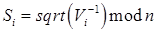 S_i = sqrt(V_i^{-1}) mod n